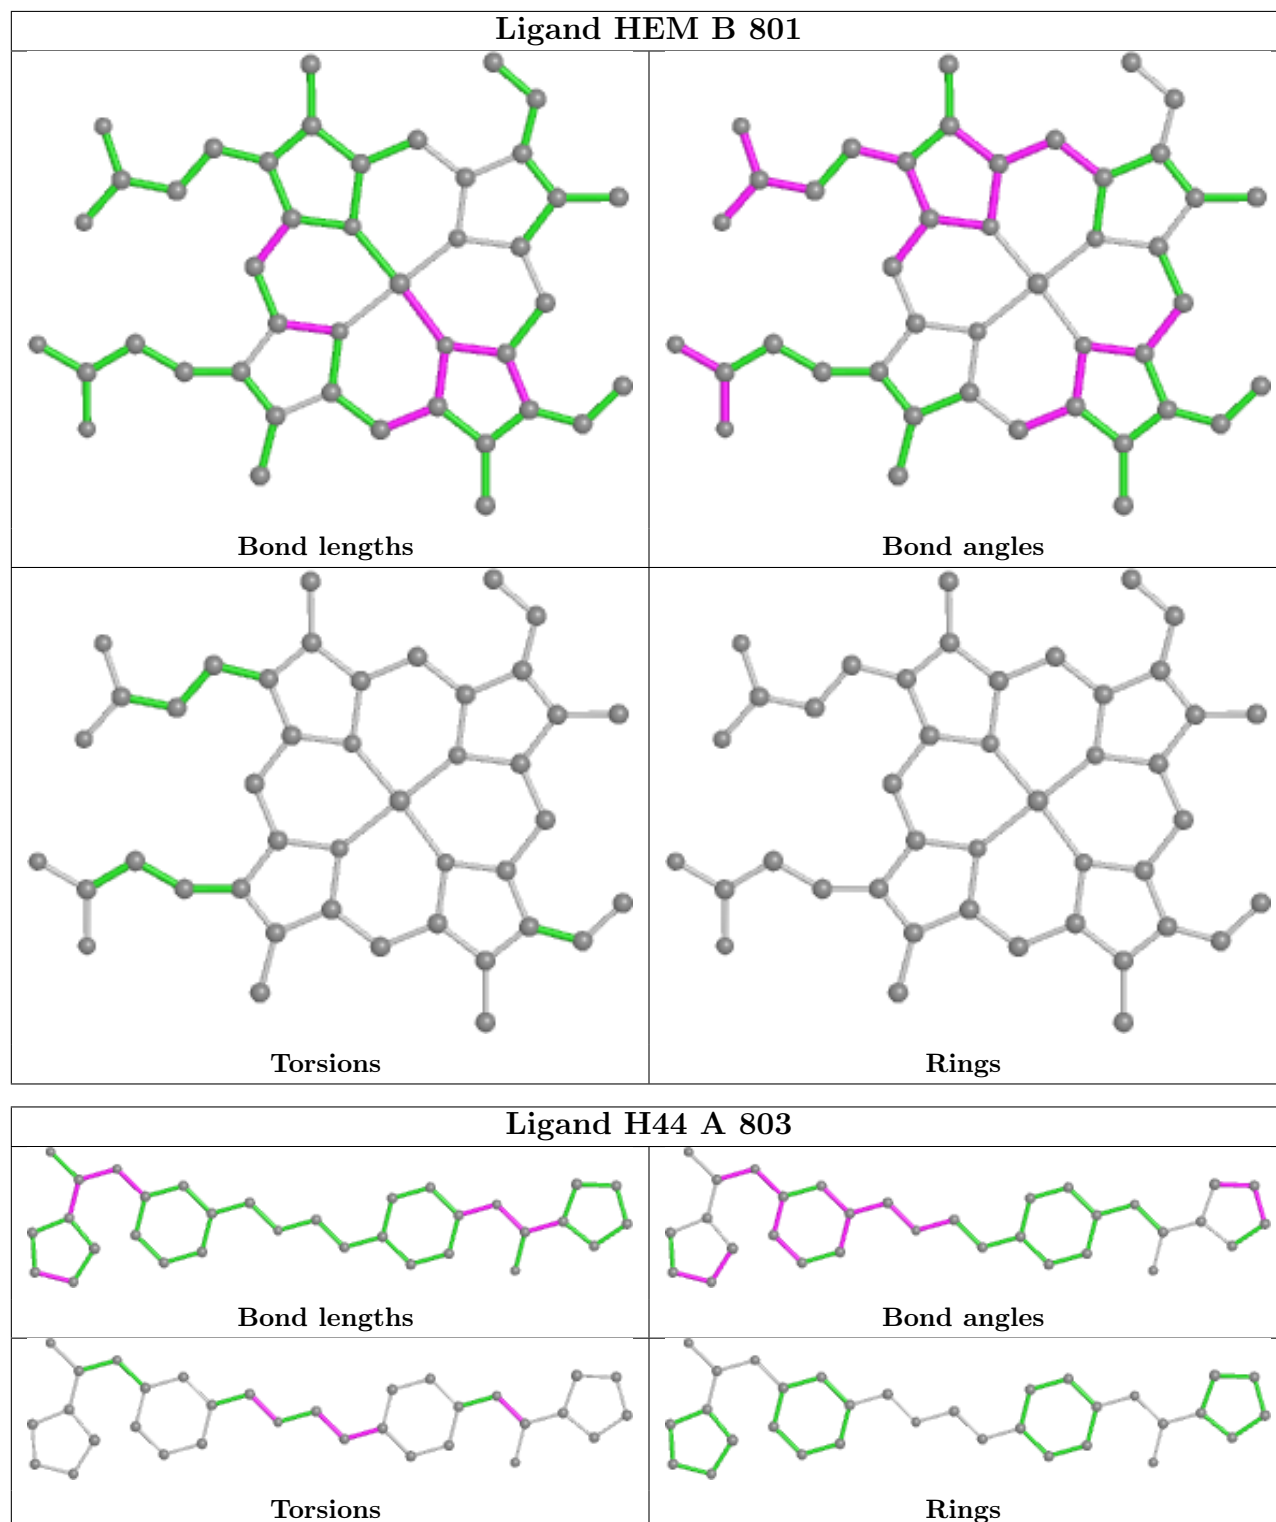 Ligand HEM B 801
Bond lengths
Bond angles
Torsions
Rings
Ligand H44 A 803
Bond lengths
Bond angles
Torsions
Rings